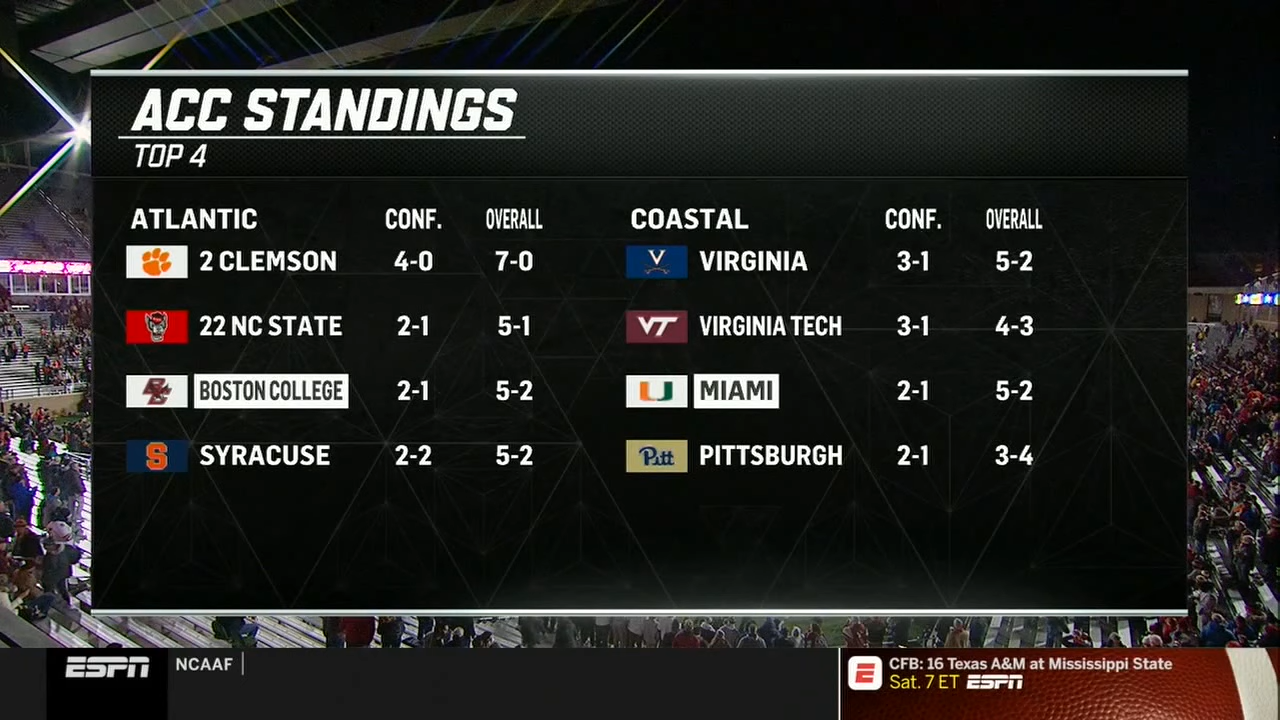 ACC STANDINGS
TOP 4
ATLANTIC CONF. OVERALL
2 CLEMSON 4-0 7-0
22 NC STATE 2-1 5-1
BC BOSTON COLLEGE 2-1 5-2
S SYRACUSE 2-2 5-2
COASTAL CONF. OVERALL
V VIRGINIA 3-1 5-2
VT VIRGINIA TECH 3-1 4-3
U MIAMI 2-1 5-2
Pitt PITTSBURGH 2-1 3-4
ESPN NCAAF
E CFB: 16 Texas A&M at Mississippi State
Sat. 7 ET ESPN